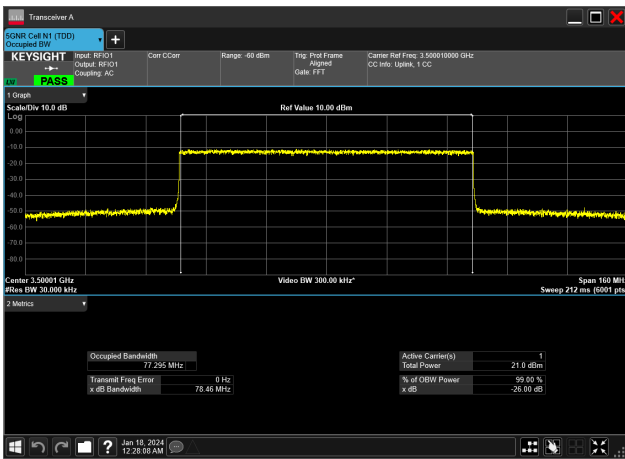 Transceiver A
5GNR Cell N1 (TDD)
Occupied BW
KEYSIGHT
Input: RFIO1
Output: RFIO1
Coupling: AC
Corr CCorr
Range: -60 dBm
Trig: Prot Frame
Aligned
Gate: FFT
Carrier Ref Freq: 3.500010000 GHz
CC Info: Uplink, 1 CC
PASS
1 Graph
Scale/Div 10.0 dB
Ref Value 10.00 dBm
Log
0.00
-10.0
-20.0
-30.0
-40.0
-50.0
-60.0
-70.0
-80.0
Center 3.50001 GHz
Video BW 300.00 kHz*
Span 160 MHz
#Res BW 30.000 kHz
Sweep 212 ms (6001 pts
2 Metrics
Occupied Bandwidth
77.295 MHz
Active Carrier(s) 1
Total Power 21.0 dBm
Transmit Freq Error 0 Hz
x dB Bandwidth 78.46 MHz
% of OBW Power 99.00 %
x dB -26.00 dB
Jan 18, 2024
12:28:08 AM